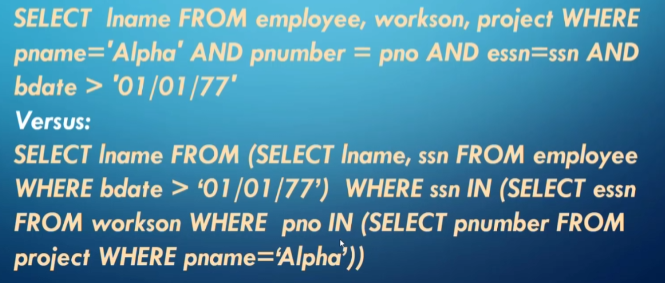 SELECT lname FROM employee, workson, project WHERE
pname='Alpha' AND pnumber = pno AND essn=ssn AND
bdate > '01/01/77'
Versus:
SELECT lname FROM (SELECT lname, ssn FROM employee
WHERE bdate > ‘01/01/77’) WHERE ssn IN (SELECT essn
FROM workson WHERE pno IN (SELECT pnumber FROM
project WHERE pname=‘Alpha’))